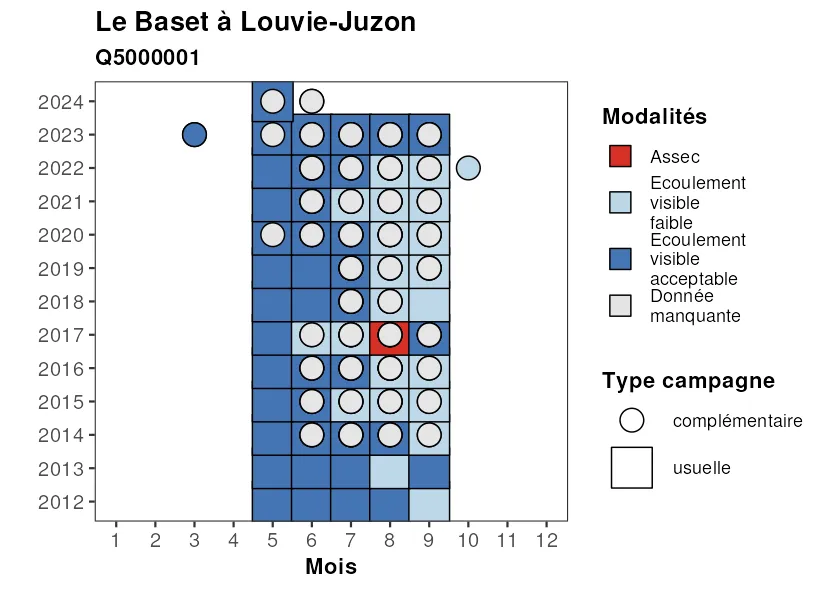 Le Baset à Louvie-Juzon
Q5000001
2024
2023
2022
2021
2020
2019
2018
2017
2016
2015
2014
2013
2012
1 2 3 4 5 6 7 8 9 10 11 12
Mois
Modalités
Assec
Ecoulement
visible
faible
Ecoulement
visible
acceptable
Donnée
manquante
Type campagne
complémentaire
usuelle